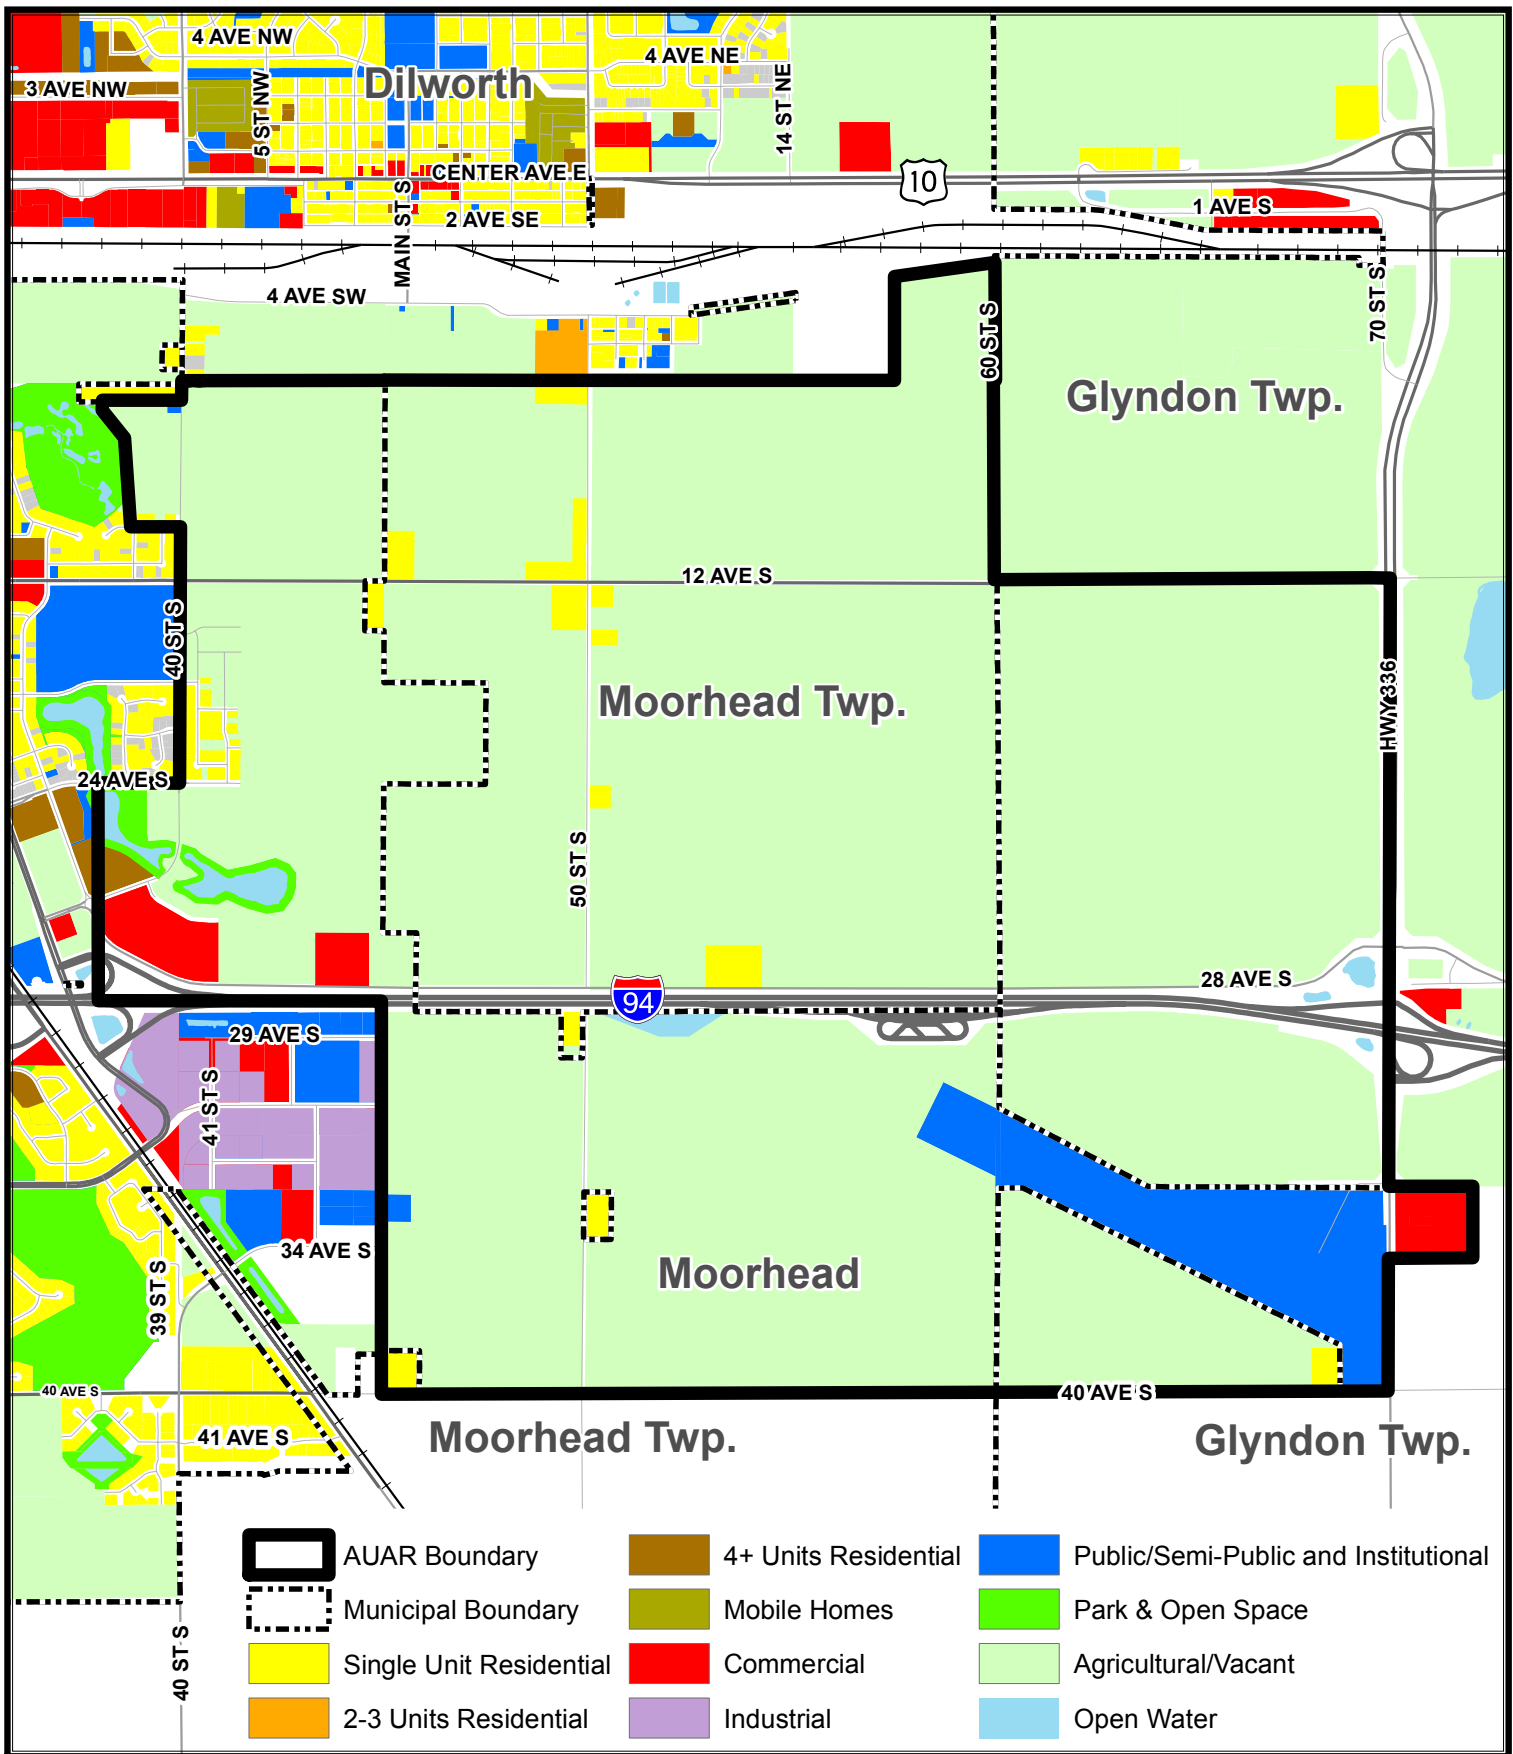 4 AVE NW
4 AVE NE
Dilworth
3 AVE NW
5 ST NW
14 ST NE
CENTER AVE E
10
MAIN ST S
2 AVE SE
1 AVE S
4 AVE SW
60 ST S
70 ST S
Glyndon Twp.
12 AVE S
40 ST S
Moorhead Twp.
HWY 336
24 AVE S
50 ST S
28 AVE S
94
29 AVE S
41 ST S
34 AVE S
39 ST S
Moorhead
40 AVE S
40 AVE S
41 AVE S
Moorhead Twp.
Glyndon Twp.
40 ST S
AUAR Boundary
Municipal Boundary
Single Unit Residential
2-3 Units Residential
4+ Units Residential
Mobile Homes
Commercial
Industrial
Public/Semi-Public and Institutional
Park & Open Space
Agricultural/Vacant
Open Water